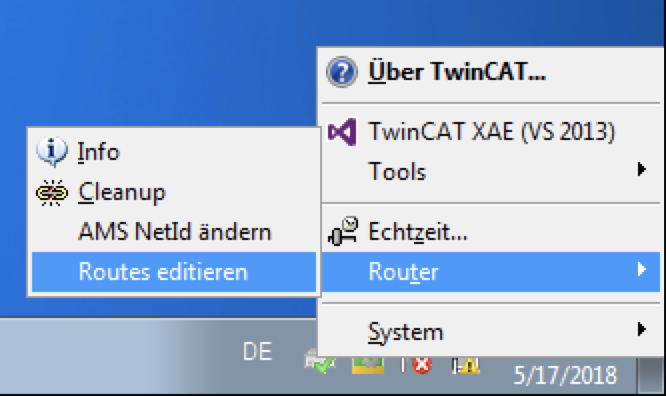 Über TwinCAT...
TwinCAT XAE (VS 2013)
Tools
Echtzeit...
Router
System
Info
Cleanup
AMS NetId ändern
Routes editieren
DE
5/17/2018